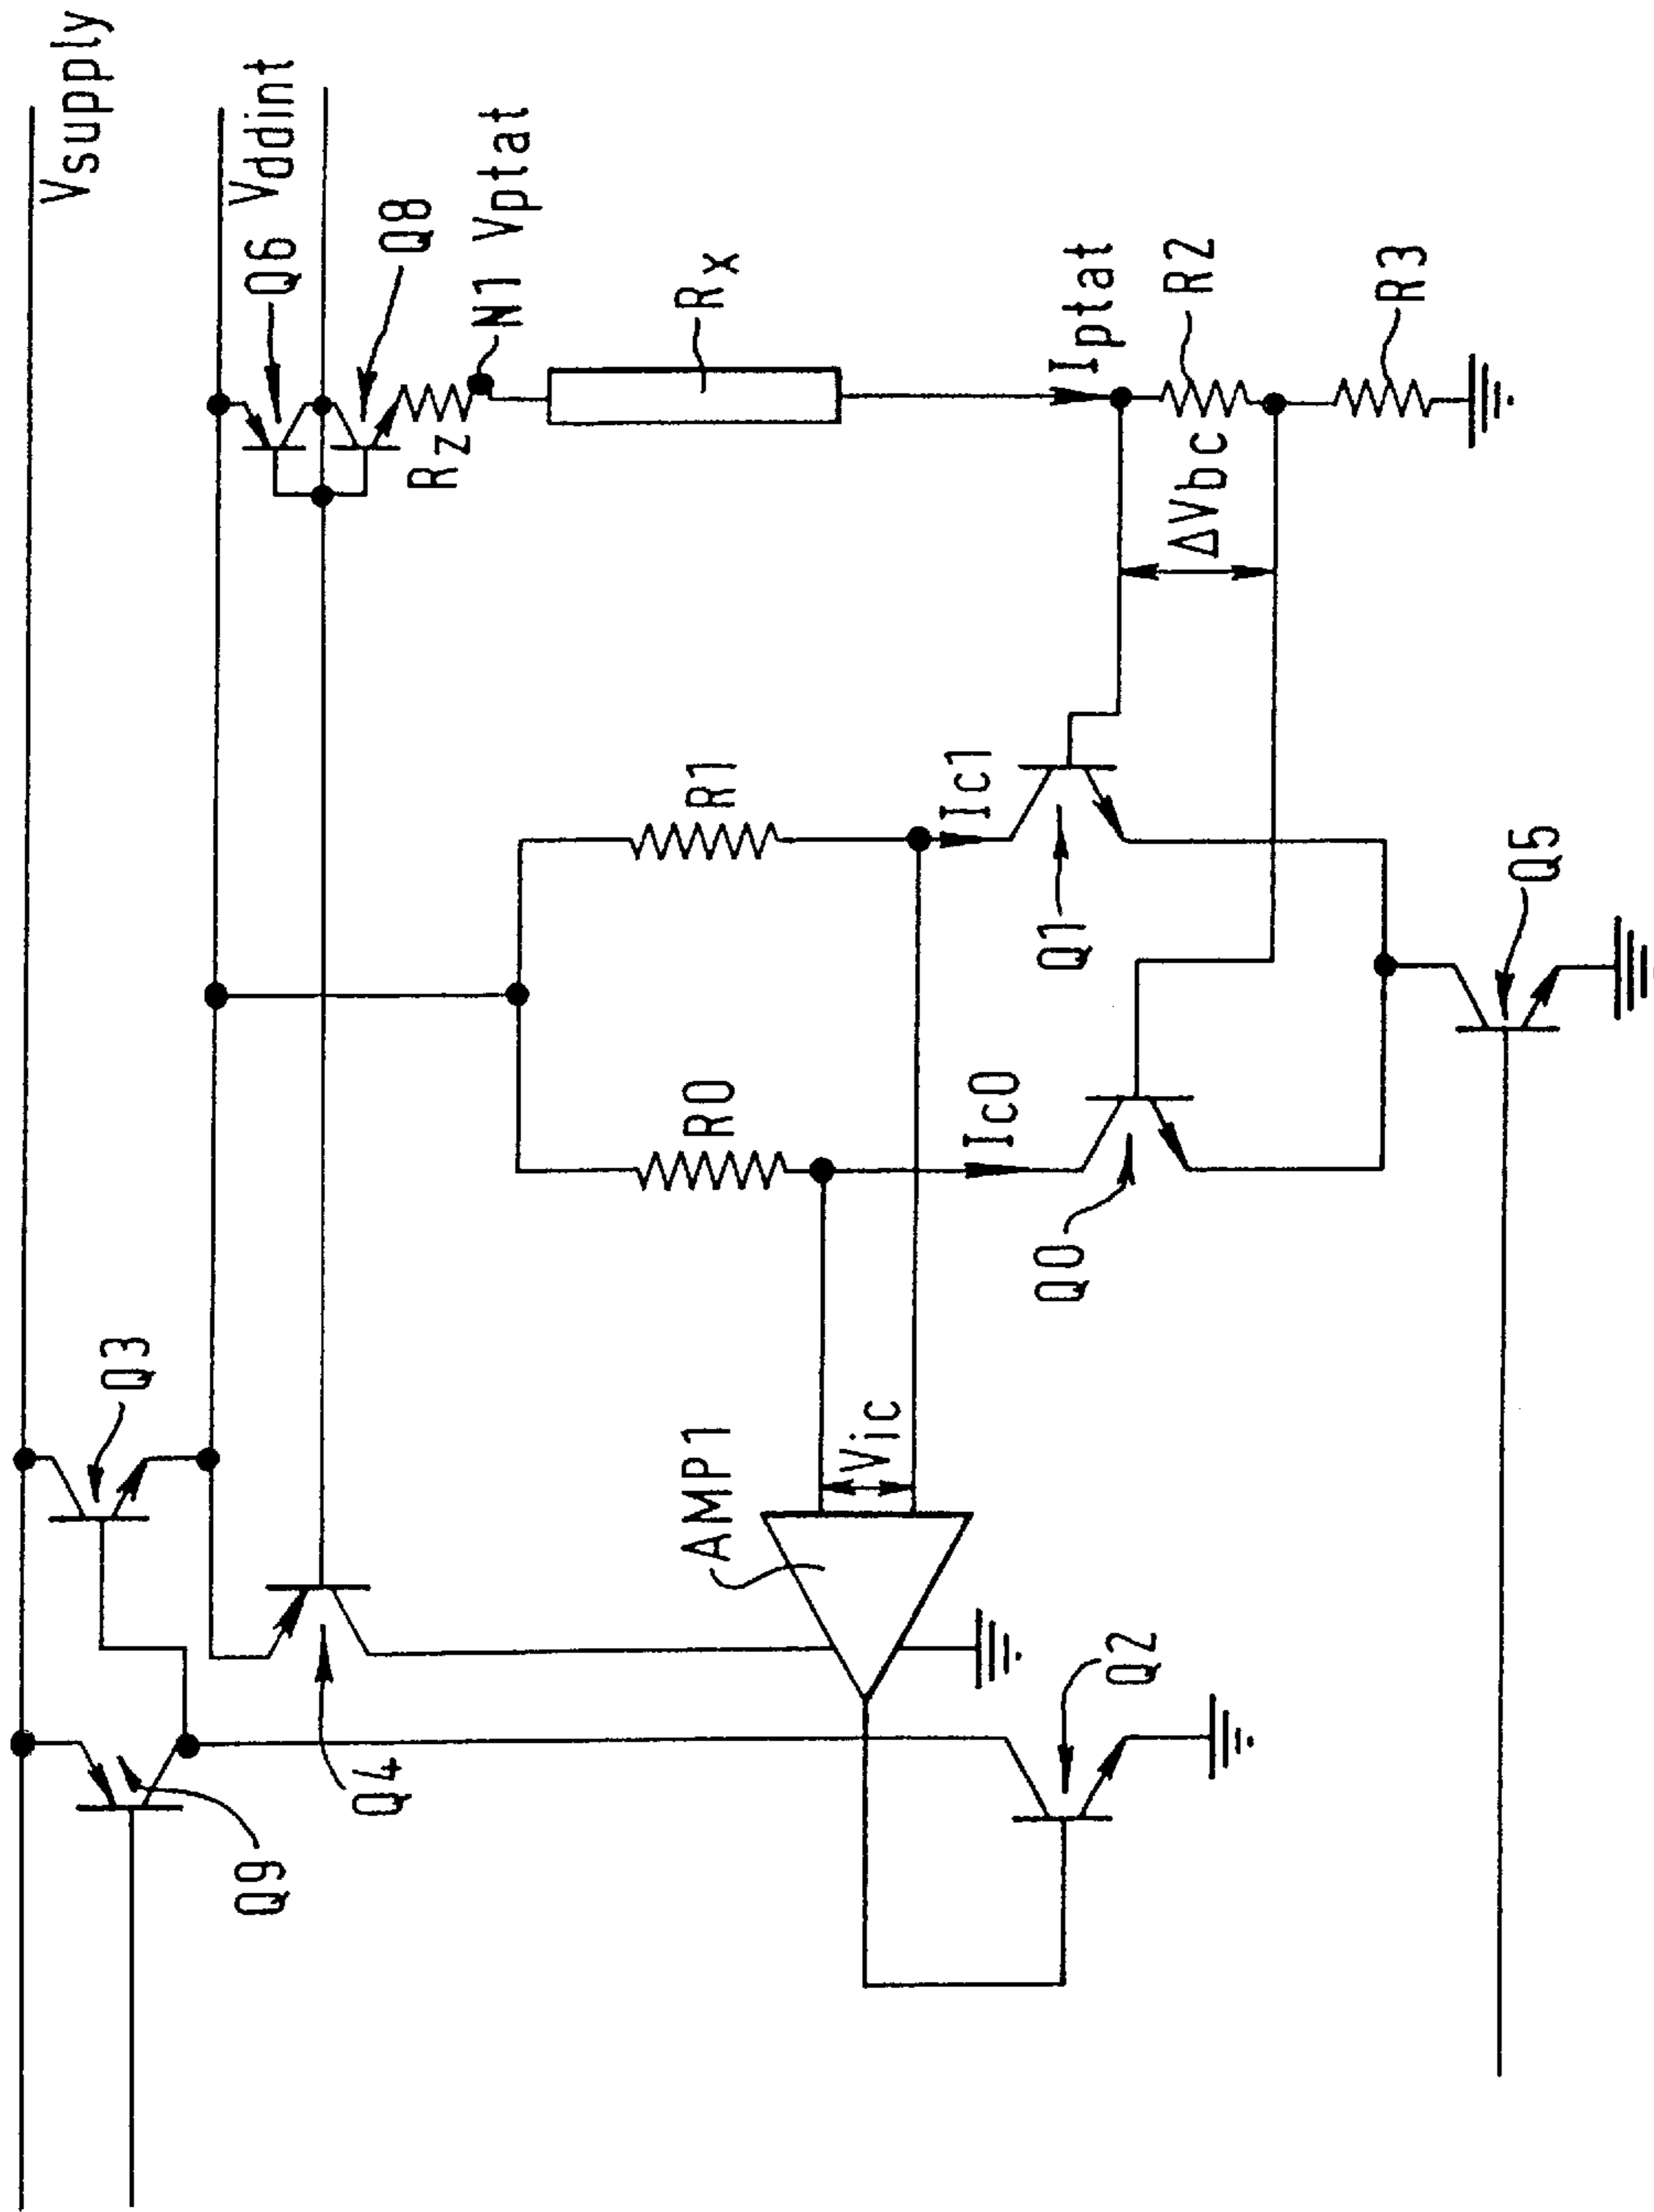 Vsupply
Vddint
Q6
Q8
Rz
N1 Vptat
Rx
Iptat
R2
R3
ΔVbc
R1
R0
Ic1
Ic0
Q1
Q0
Q5
Q3
Q4
Q9
AMP1
Vic
Q2